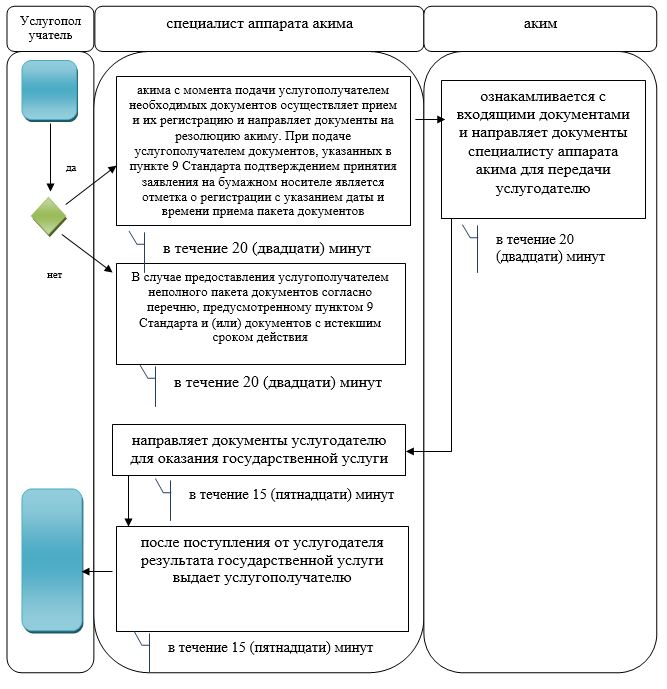 Услугопол
учатель
специалист аппарата акима
аким
акима с момента подачи услугополучателем
необходимых документов осуществляет прием
и их регистрацию и направляет документы на
резолюцию акиму. При подаче
услугополучателем документов, указанных в
пункте 9 Стандарта подтверждением принятия
заявления на бумажном носителе является
отметка о регистрации с указанием даты и
времени приема пакета документов
ознакамливается с
входящими документами
и направляет документы
специалисту аппарата
акима для передачи
услугодателю
да
в течение 20 (двадцати) минут
в течение 20
(двадцати) минут
нет
В случае предоставления услугополучателем
неполного пакета документов согласно
перечню, предусмотренному пунктом 9
Стандарта и (или) документов с истекшим
сроком действия
в течение 20 (двадцати) минут
направляет документы услугодателю
для оказания государственной услуги
в течение 15 (пятнадцати) минут
после поступления от услугодателя
результата государственной услуги
выдает услугополучателю
в течение 15 (пятнадцати) минут